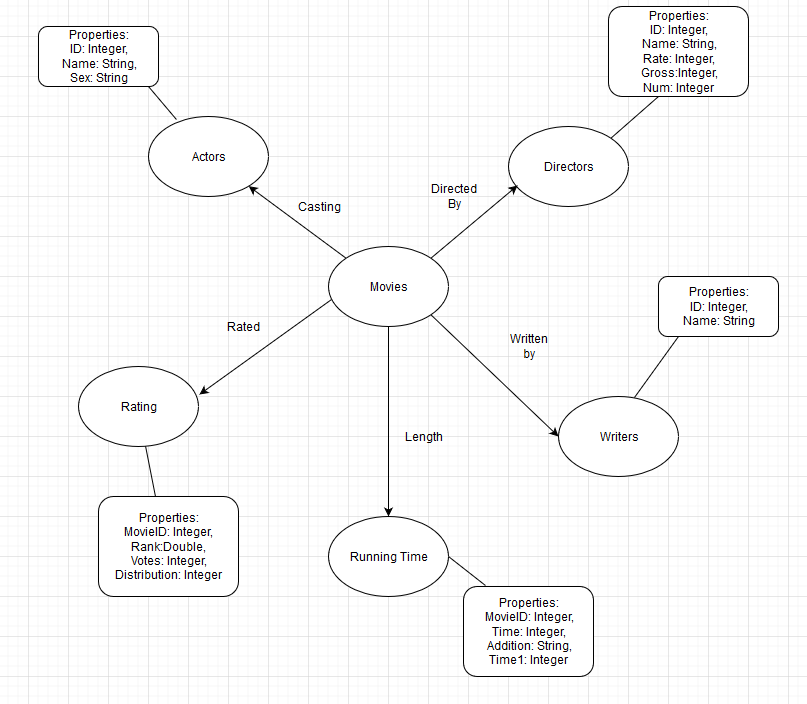 Properties:
ID: Integer,
Name: String,
Sex: String
Properties:
ID: Integer,
Name: String,
Rate: Integer,
Gross:Integer,
Num: Integer
Actors
Directors
Casting
Directed
By
Movies
Properties:
ID: Integer,
Name: String
Rated
Written
by
Rating
Length
Writers
Properties:
MovieID: Integer,
Rank:Double,
Votes: Integer,
Distribution: Integer
Running Time
Properties:
MovieID: Integer,
Time: Integer,
Addition: String,
Time1: Integer